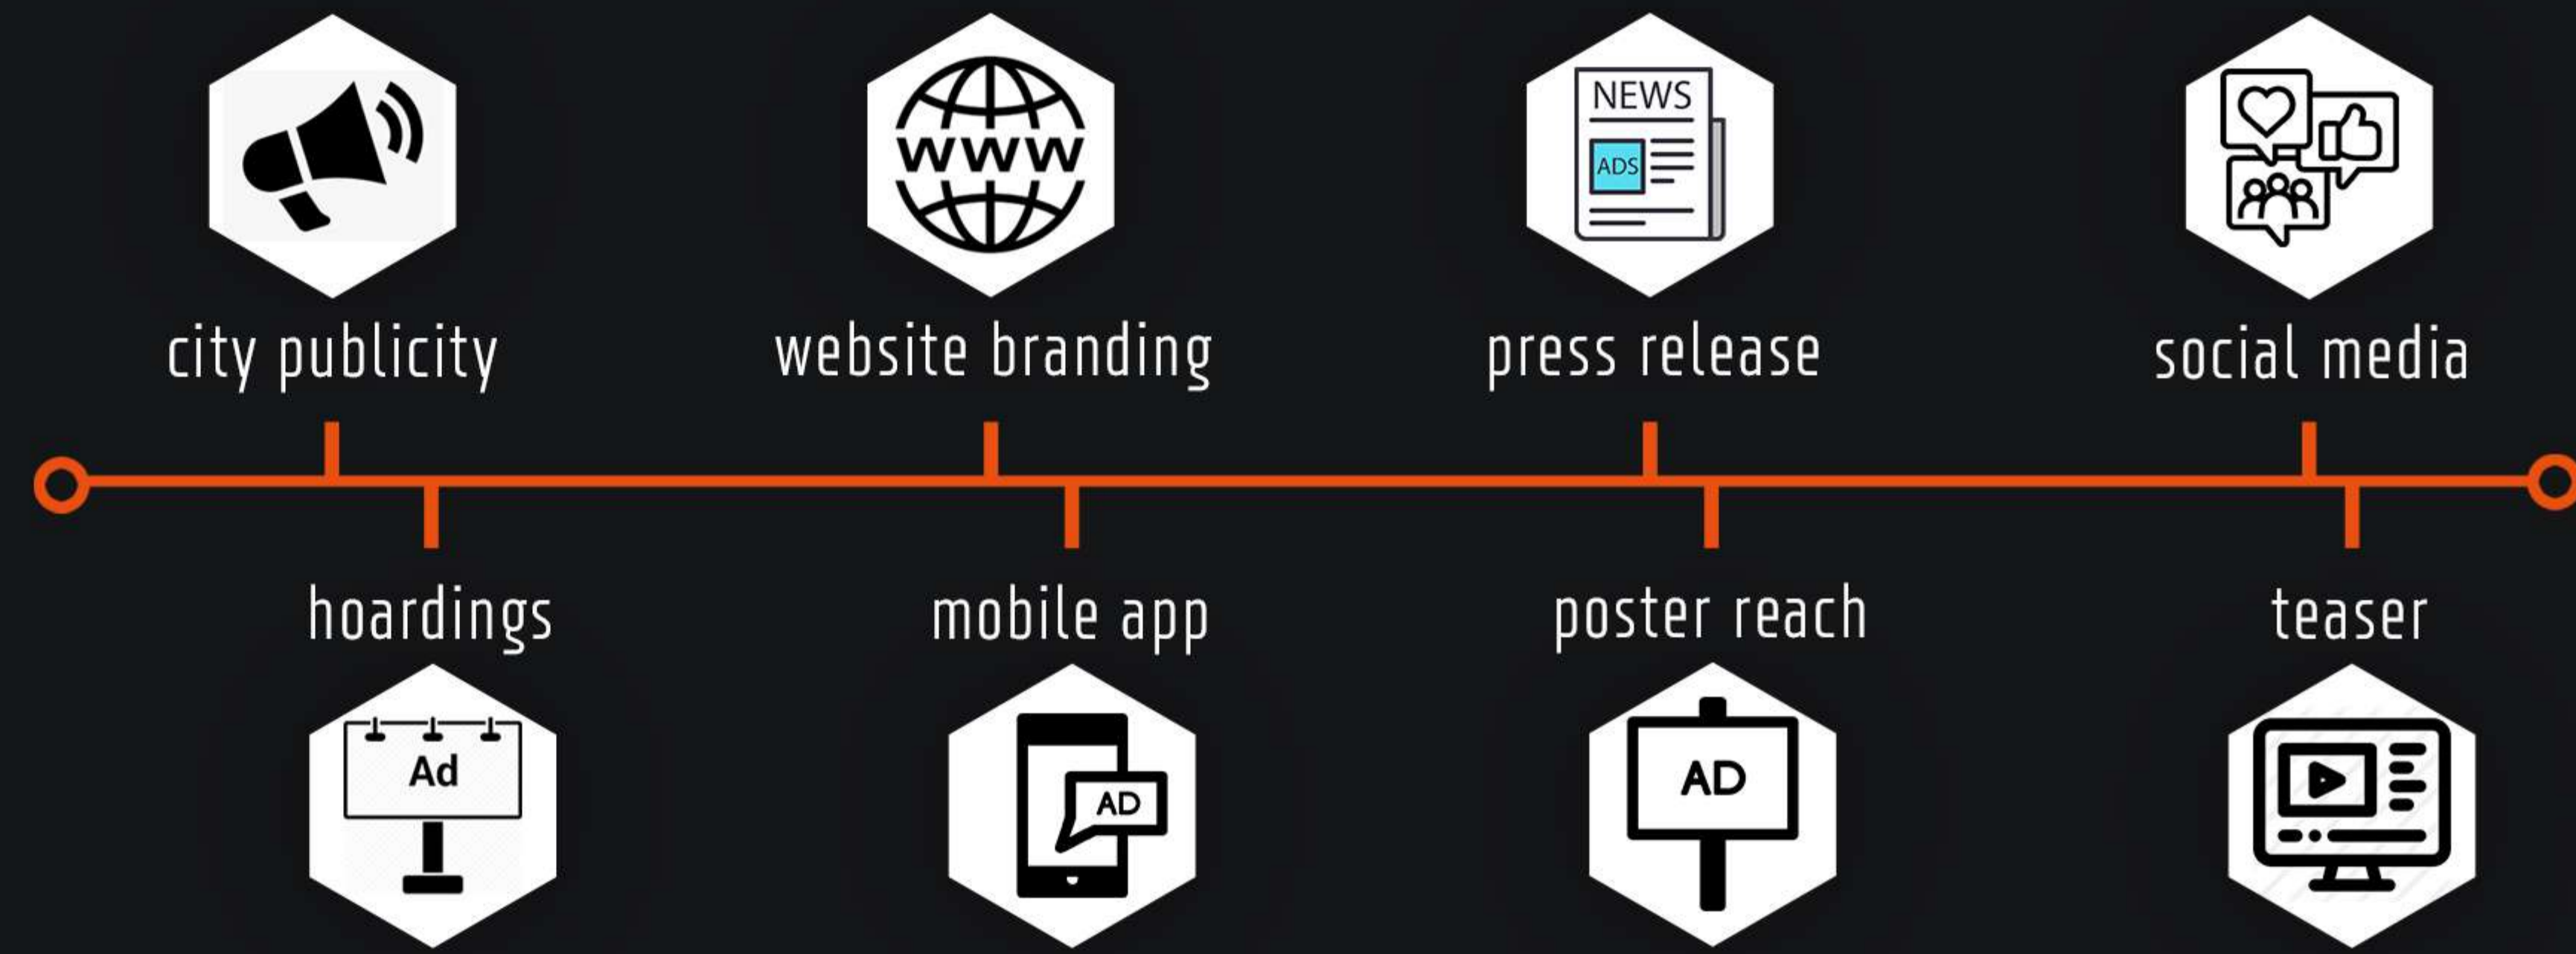 WWW
NEWS
ADS
city publicity
website branding
press release
social media
hoardings
mobile app
poster reach
teaser
Ad
AD
AD